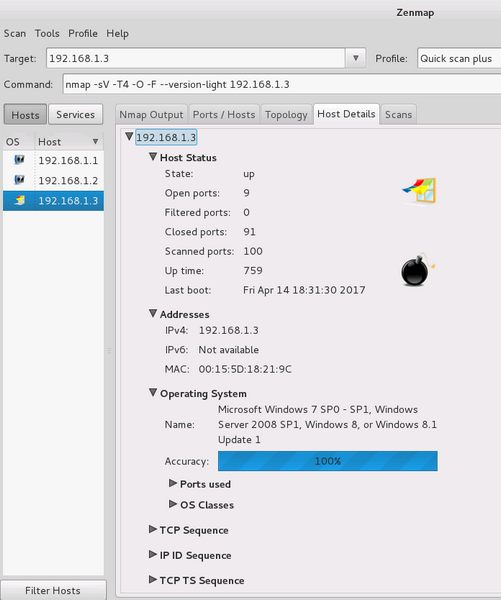 Zenmap
Scan Tools Profile Help
Target: 192.168.1.3 Profile: Quick scan plus
Command: nmap -sV -T4 -O -F --version-light 192.168.1.3
Hosts Services
Nmap Output Ports / Hosts Topology Host Details Scans
OS Host
192.168.1.1
192.168.1.2
192.168.1.3
192.168.1.3
Host Status
State: up
Open ports: 9
Filtered ports: 0
Closed ports: 91
Scanned ports: 100
Up time: 759
Last boot: Fri Apr 14 18:31:30 2017
Addresses
IPv4: 192.168.1.3
IPv6: Not available
MAC: 00:15:5D:18:21:9C
Operating System
Name: Microsoft Windows 7 SP0 - SP1, Windows
Server 2008 SP1, Windows 8, or Windows 8.1
Update 1
Accuracy: 100%
Ports used
OS Classes
TCP Sequence
IP ID Sequence
TCP TS Sequence
Filter Hosts